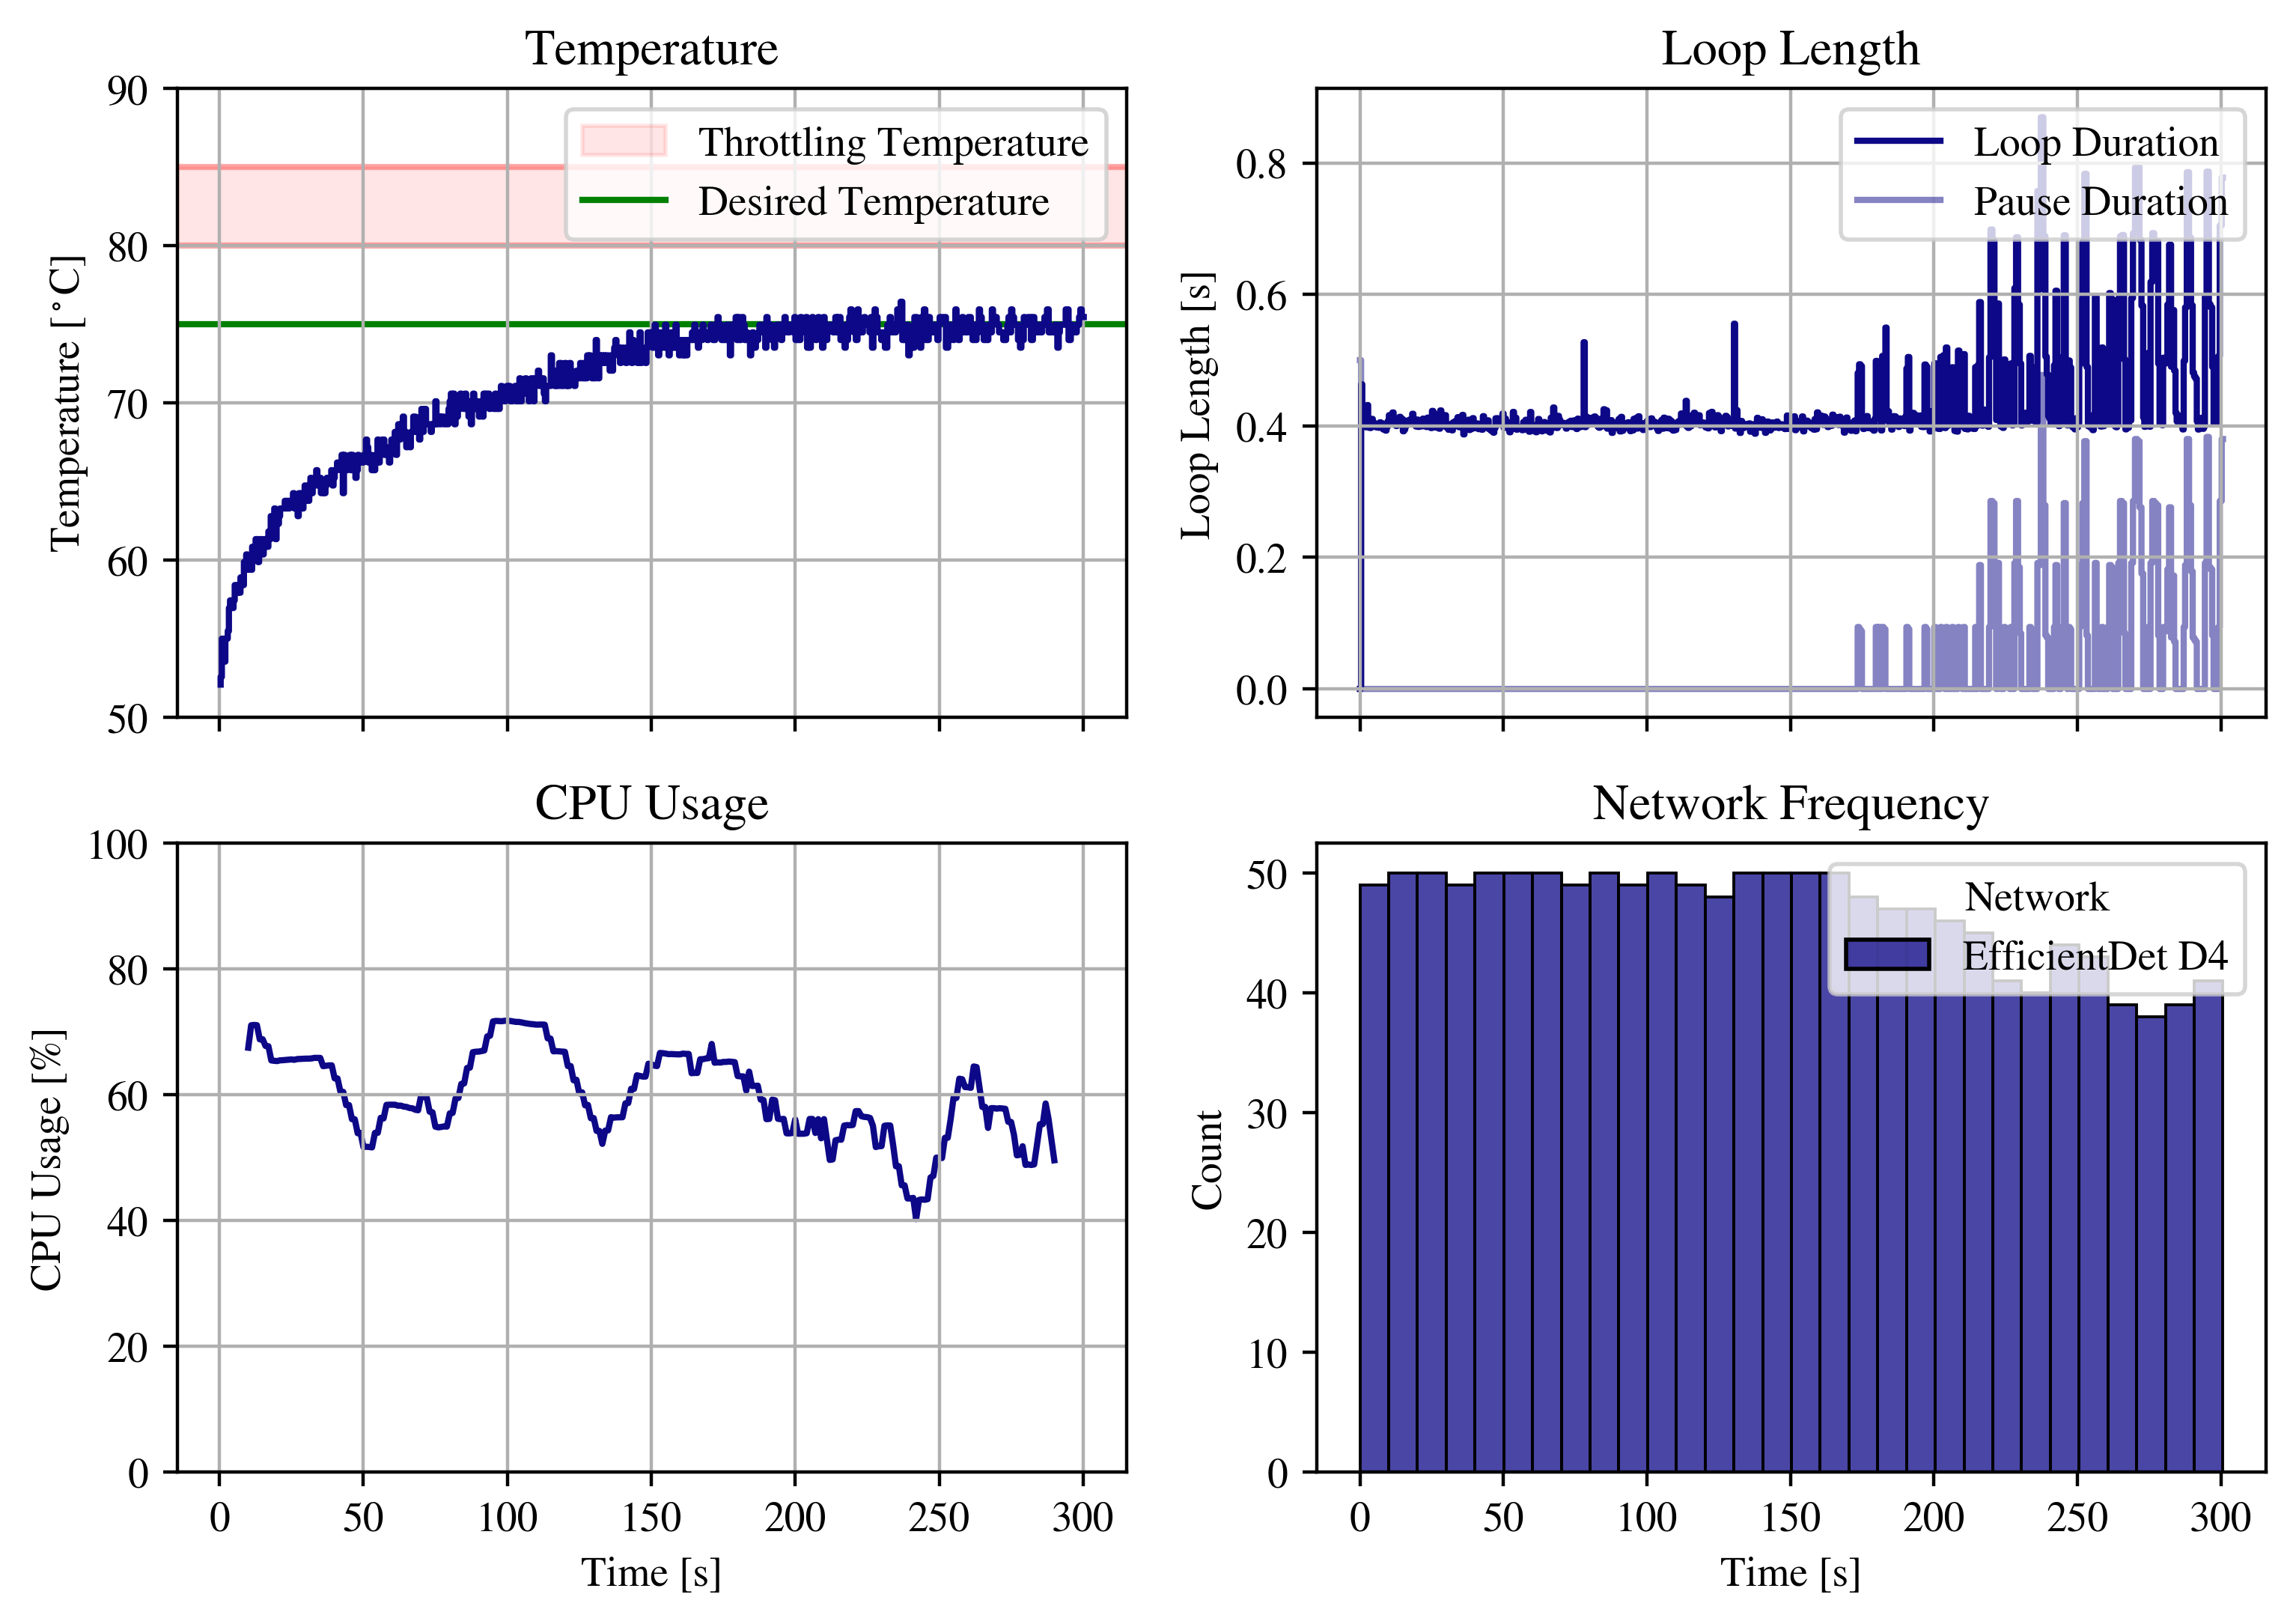 Temperature
90
80
70
60
50
Temperature [°C]
Throttling Temperature
Desired Temperature
Loop Length
0.8
0.6
0.4
0.2
0.0
Loop Length [s]
Loop Duration
Pause Duration
CPU Usage
100
80
60
40
20
0
CPU Usage [%]
0 50 100 150 200 250 300
Time [s]
Network Frequency
50
40
30
20
10
0
Count
Network
EfficientDet D4
0 50 100 150 200 250 300
Time [s]